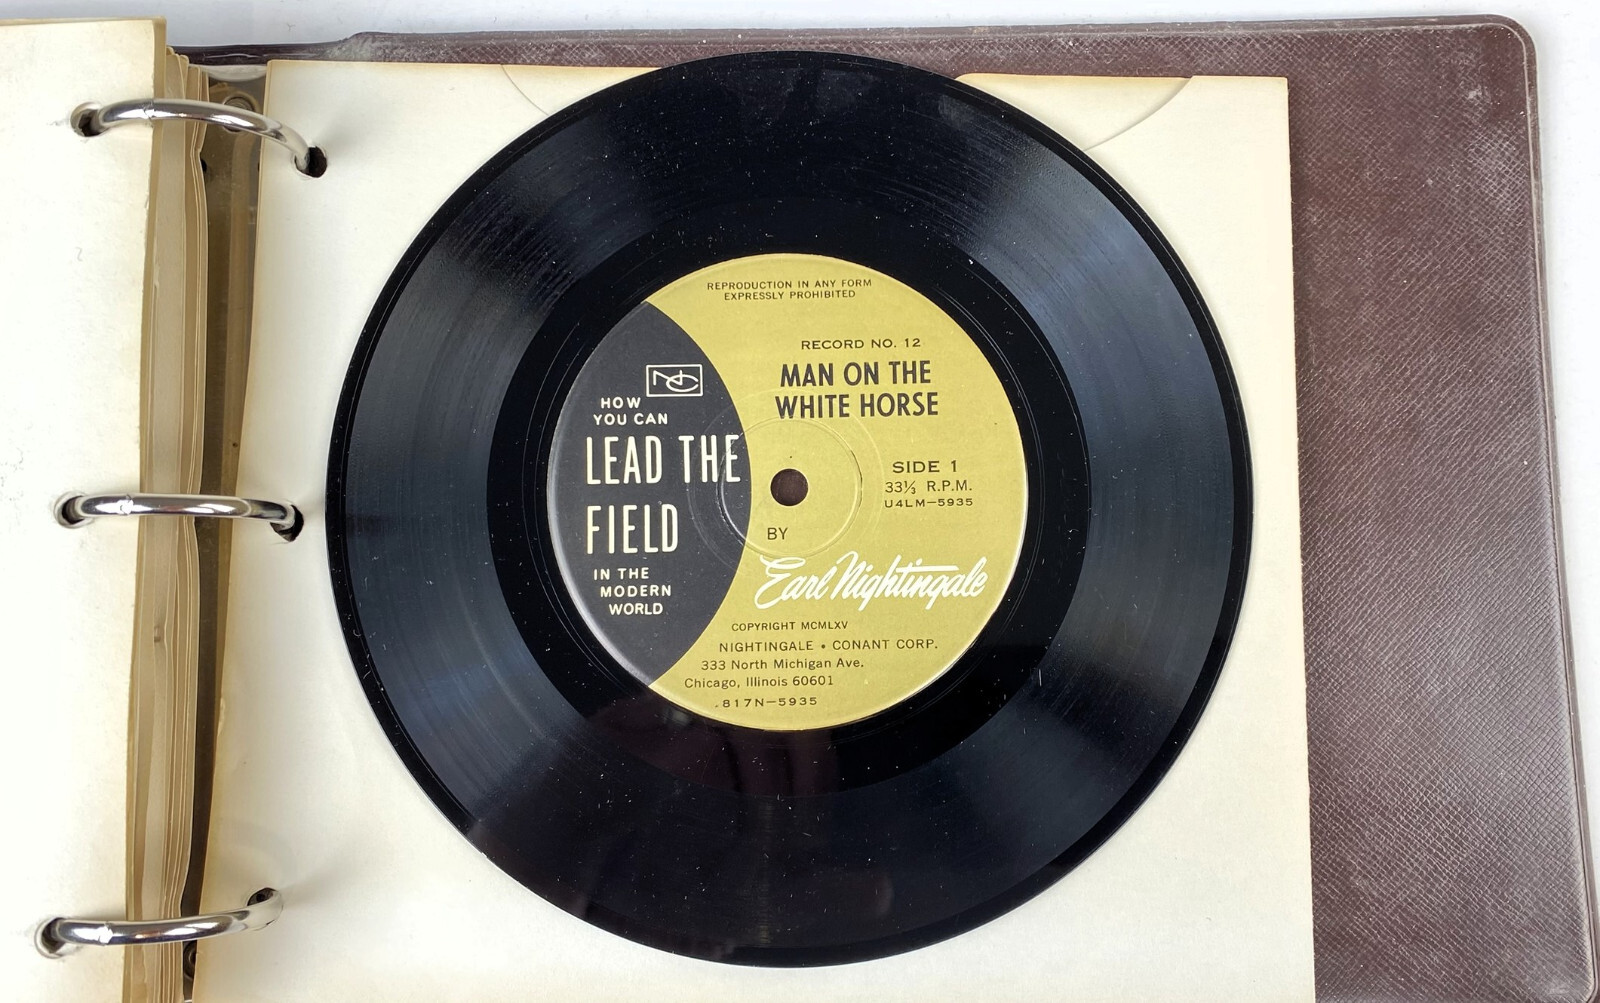 REPRODUCTION IN ANY FORM
EXPRESSLY PROHIBITED
RECORD NO. 12
MAN ON THE
WHITE HORSE
NC
HOW
YOU CAN
LEAD THE
FIELD
IN THE
MODERN
WORLD
SIDE 1
33⅓ R.P.M.
U4LM—5935
BY
Earl Nightingale
COPYRIGHT MCMLXV
NIGHTINGALE • CONANT CORP.
333 North Michigan Ave.
Chicago, Illinois 60601
817N—5935